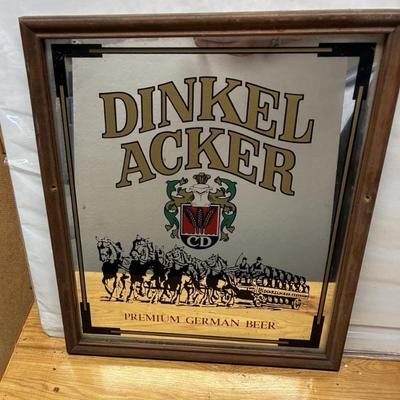 DINKEL
ACKER
CD
PREMIUM GERMAN BEER